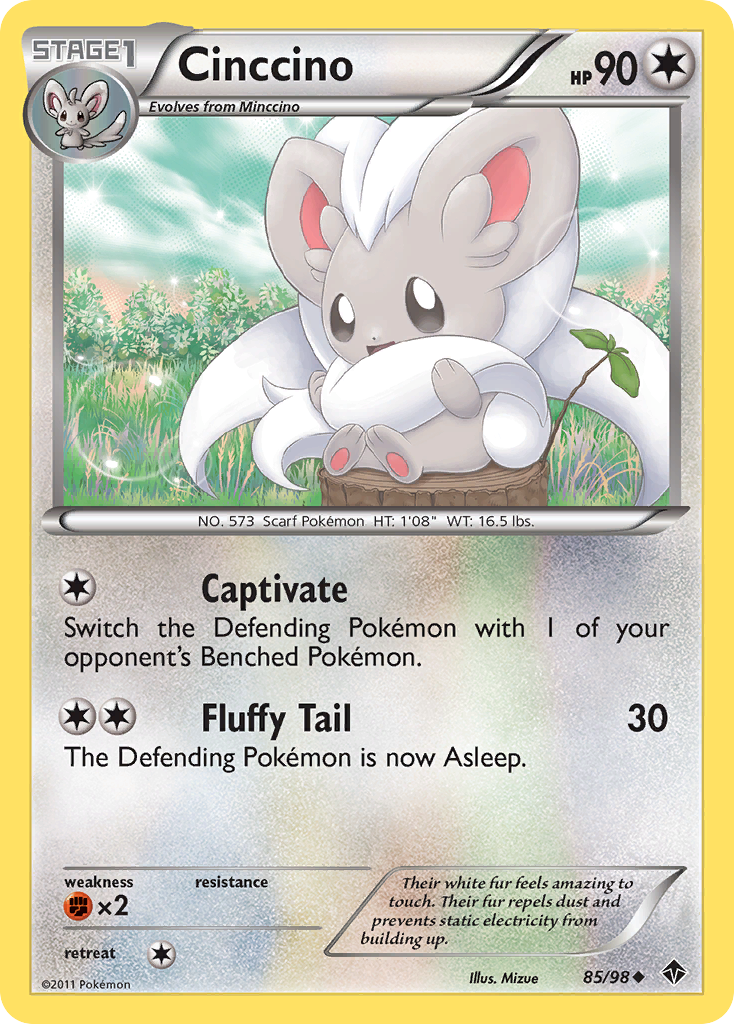 STAGE1
Cinccino
HP 90
Evolves from Minccino
NO. 573 Scarf Pokémon HT: 1'08" WT: 16.5 lbs.
Captivate
Switch the Defending Pokémon with 1 of your
opponent's Benched Pokémon.
Fluffy Tail 30
The Defending Pokémon is now Asleep.
weakness resistance
×2
retreat
Their white fur feels amazing to
touch. Their fur repels dust and
prevents static electricity from
building up.
©2011 Pokémon
Illus. Mizue
85/98